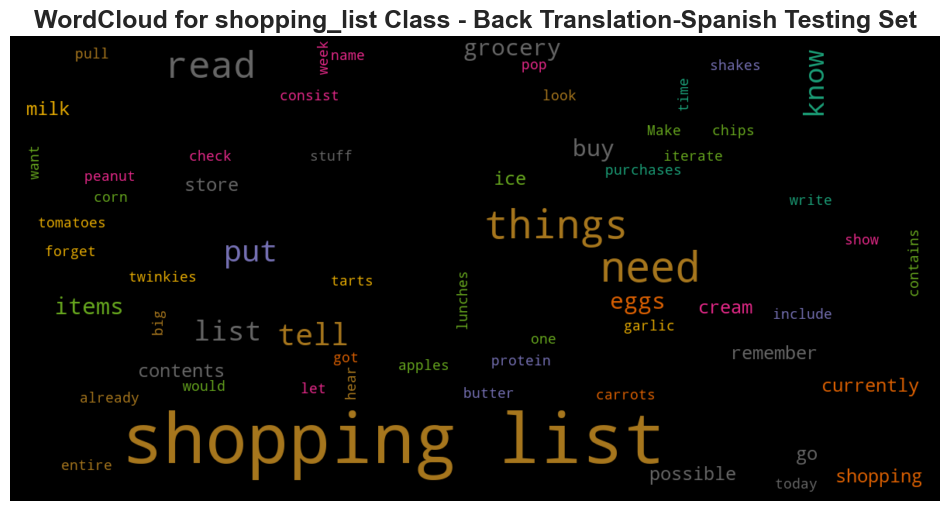 WordCloud for shopping_list Class - Back Translation-Spanish Testing Set
pull
read
week
name
grocery
pop
shakes
know
milk
consist
look
time
Make
chips
want
check
stuff
buy
iterate
peanut
store
ice
purchases
corn
write
tomatoes
things
show
forget
put
need
contains
twinkies
tarts
lunches
items
big
eggs
cream
include
list
tell
garlic
one
remember
contents
got
apples
protein
would
let
hear
butter
carrots
currently
already
shopping list
entire
possible
go
today
shopping